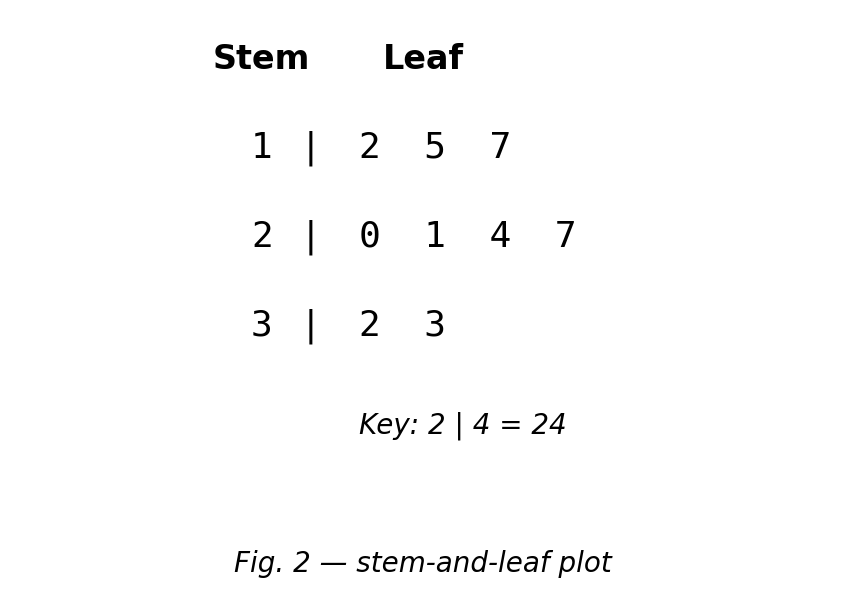 Stem Leaf
1 | 2 5 7
2 | 0 1 4 7
3 | 2 3
Key: 2 | 4 = 24
Fig. 2 — stem-and-leaf plot